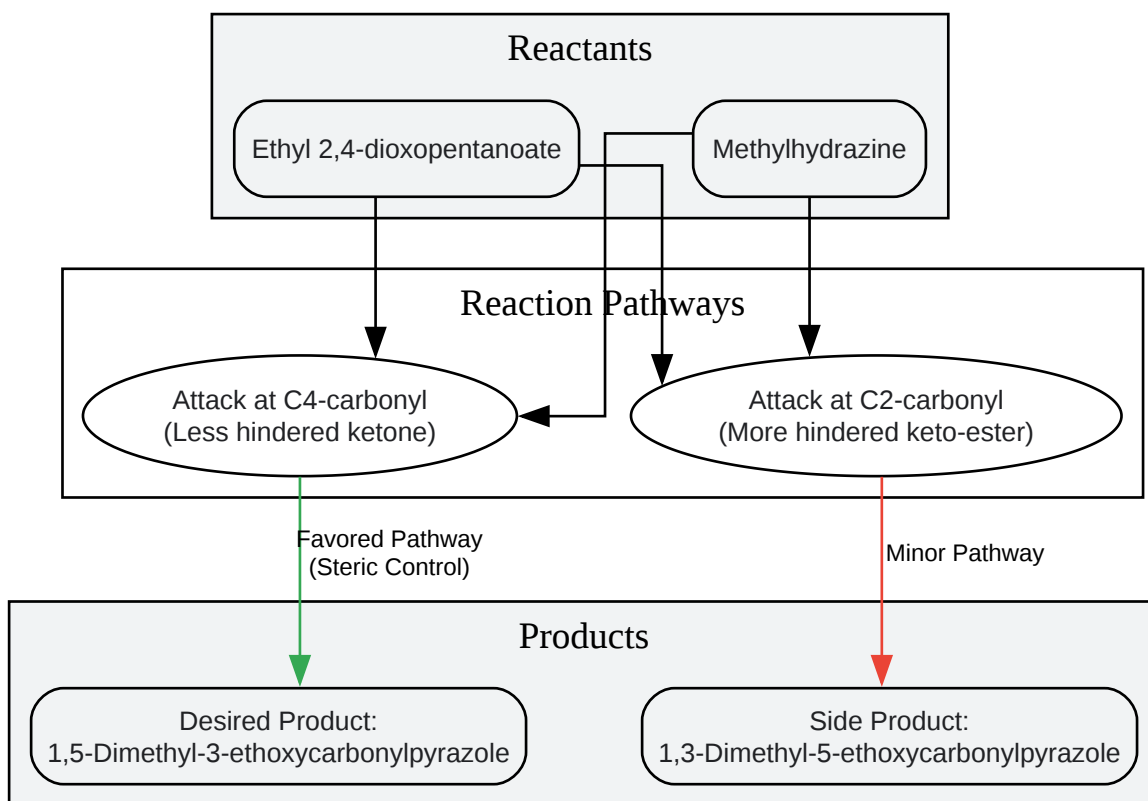 Reactants
Ethyl 2,4-dioxopentanoate
Methylhydrazine
Reaction Pathways
Attack at C4-carbonyl
(Less hindered ketone)
Attack at C2-carbonyl
(More hindered keto-ester)
Favored Pathway
(Steric Control)
Minor Pathway
Products
Desired Product:
1,5-Dimethyl-3-ethoxycarbonylpyrazole
Side Product:
1,3-Dimethyl-5-ethoxycarbonylpyrazole